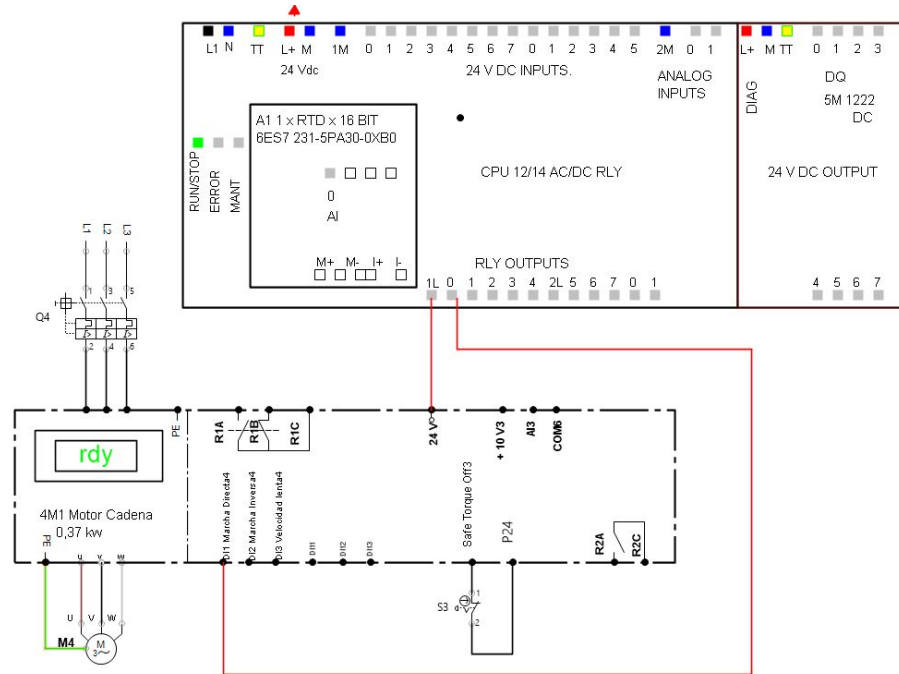 L1 N TT L+ M 1M 0 1 2 3 4 5 6 7 0 1 2 3 4 5 2M 0 1
24 Vdc
24 V DC INPUTS.
ANALOG
INPUTS
L+ M TT 0 1 2 3
DIAG
DQ
5M 1222
DC
24 V DC OUTPUT
4 5 6 7
A1 1 x RTD x 16 BIT
6ES7 231-5PA30-0XB0
0
AI
M+ M- I+ I-
RUN/STOP
ERROR
MANT
CPU 12/14 AC/DC RLY
RLY OUTPUTS
1L 0 1 2 3 4 2L 5 6 7 0 1
L1 L2 L3
1 3 5
Q4
2 4 6
PE
R1A R1B R1C
24 V
+ 10 V3
AI3
COM6
rdy
4M1 Motor Cadena
0,37 kw
DI1 Marcha Directa4
DI2 Marcha Inversa4
DI3 Velocidad lenta4
DI11
DI12
DI13
Safe Torque Off3
P24
R2A
R2C
PE
u v w
U V W
M4
M
3~
S3
1
2